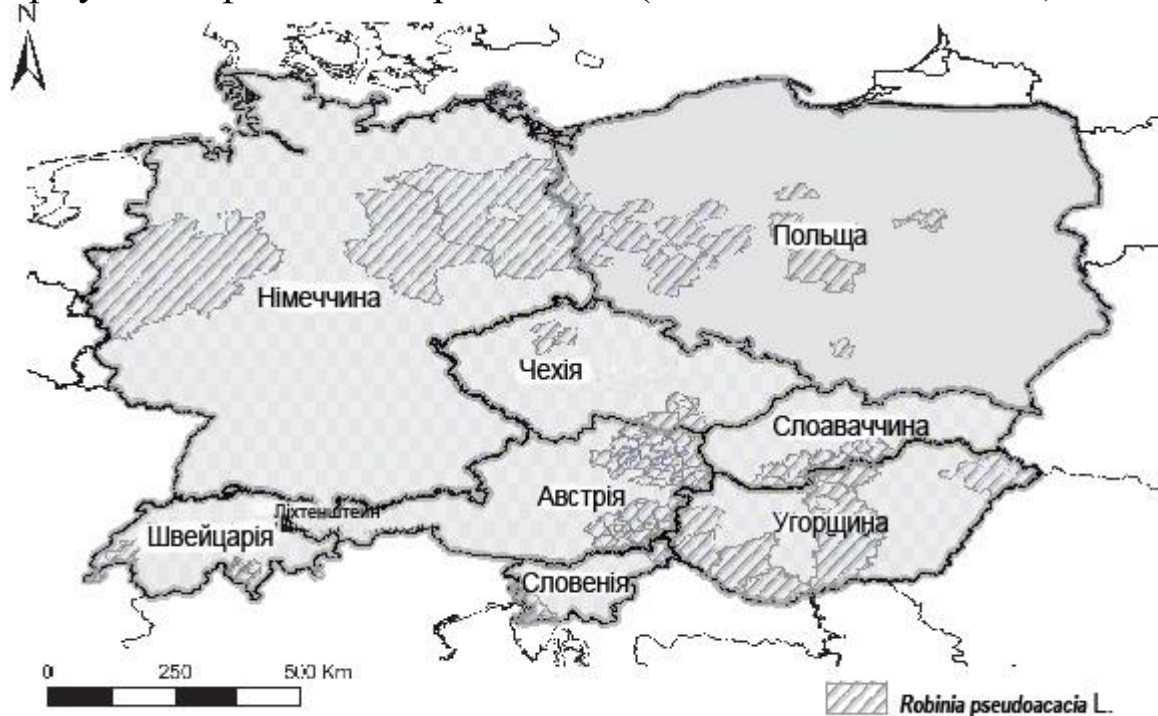 N
Польща
Німеччина
Чехія
Слоаваччина
Австрія
Ліхтенштейн
Угорщина
Швейцарія
Словенія
0 250 500 Km
Robinia pseudoacacia L.